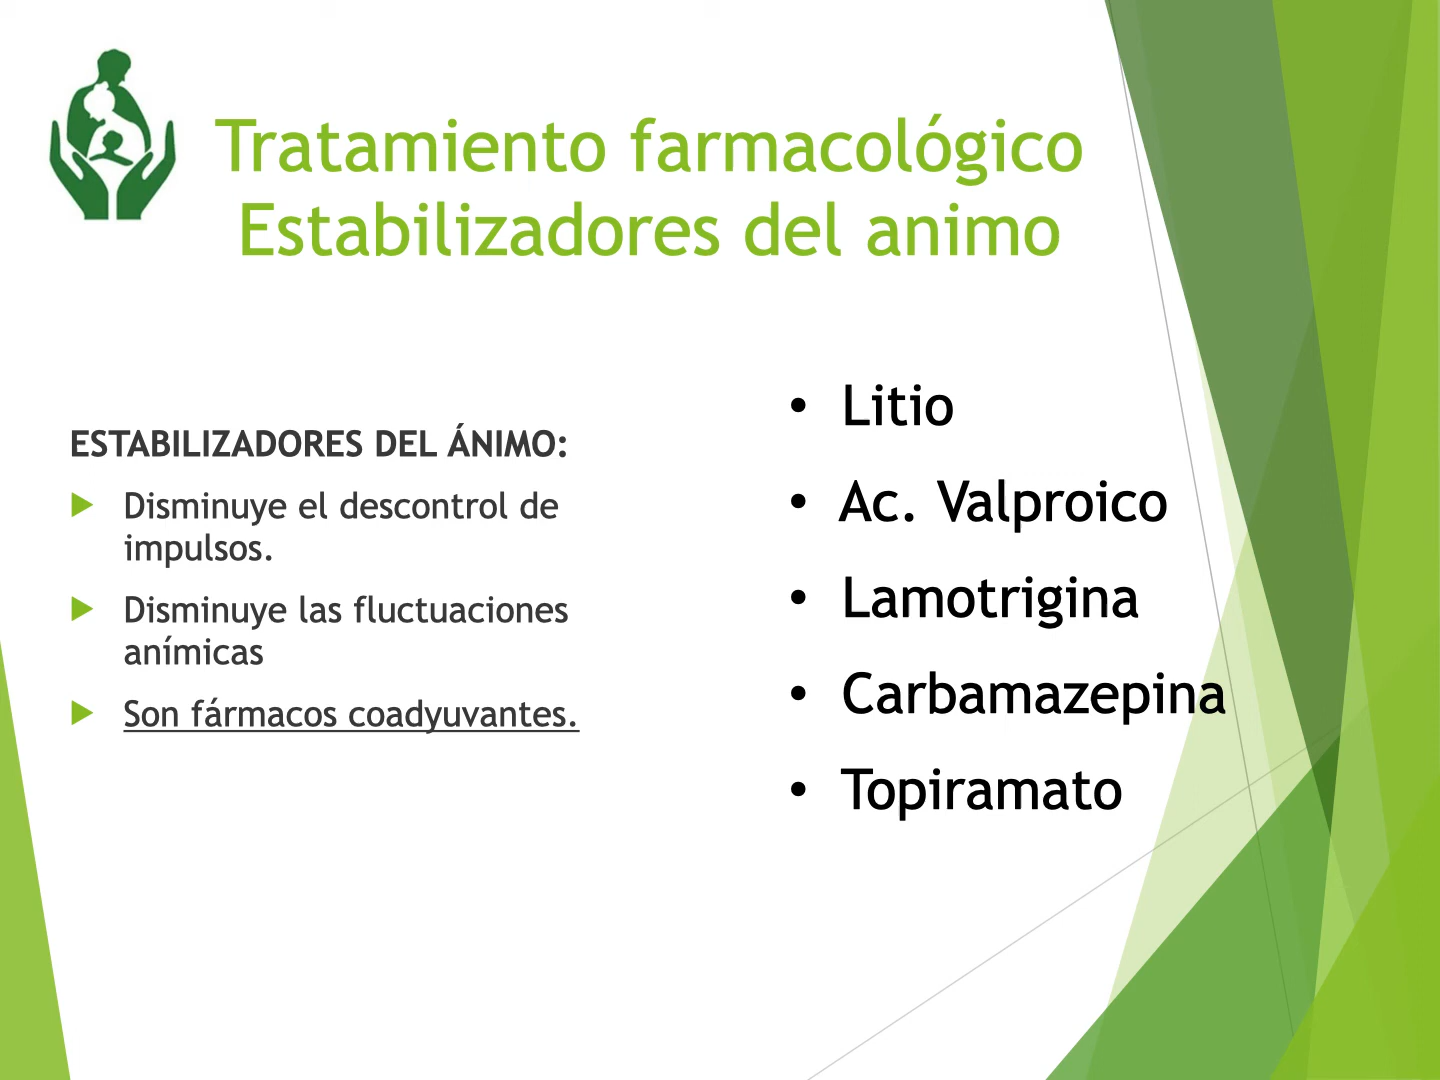 Tratamiento farmacológico
Estabilizadores del animo
ESTABILIZADORES DEL ÁNIMO:
Disminuye el descontrol de
impulsos.
Disminuye las fluctuaciones
anímicas
Son fármacos coadyuvantes.
• Litio
• Ac. Valproico
• Lamotrigina
• Carbamazepina
• Topiramato